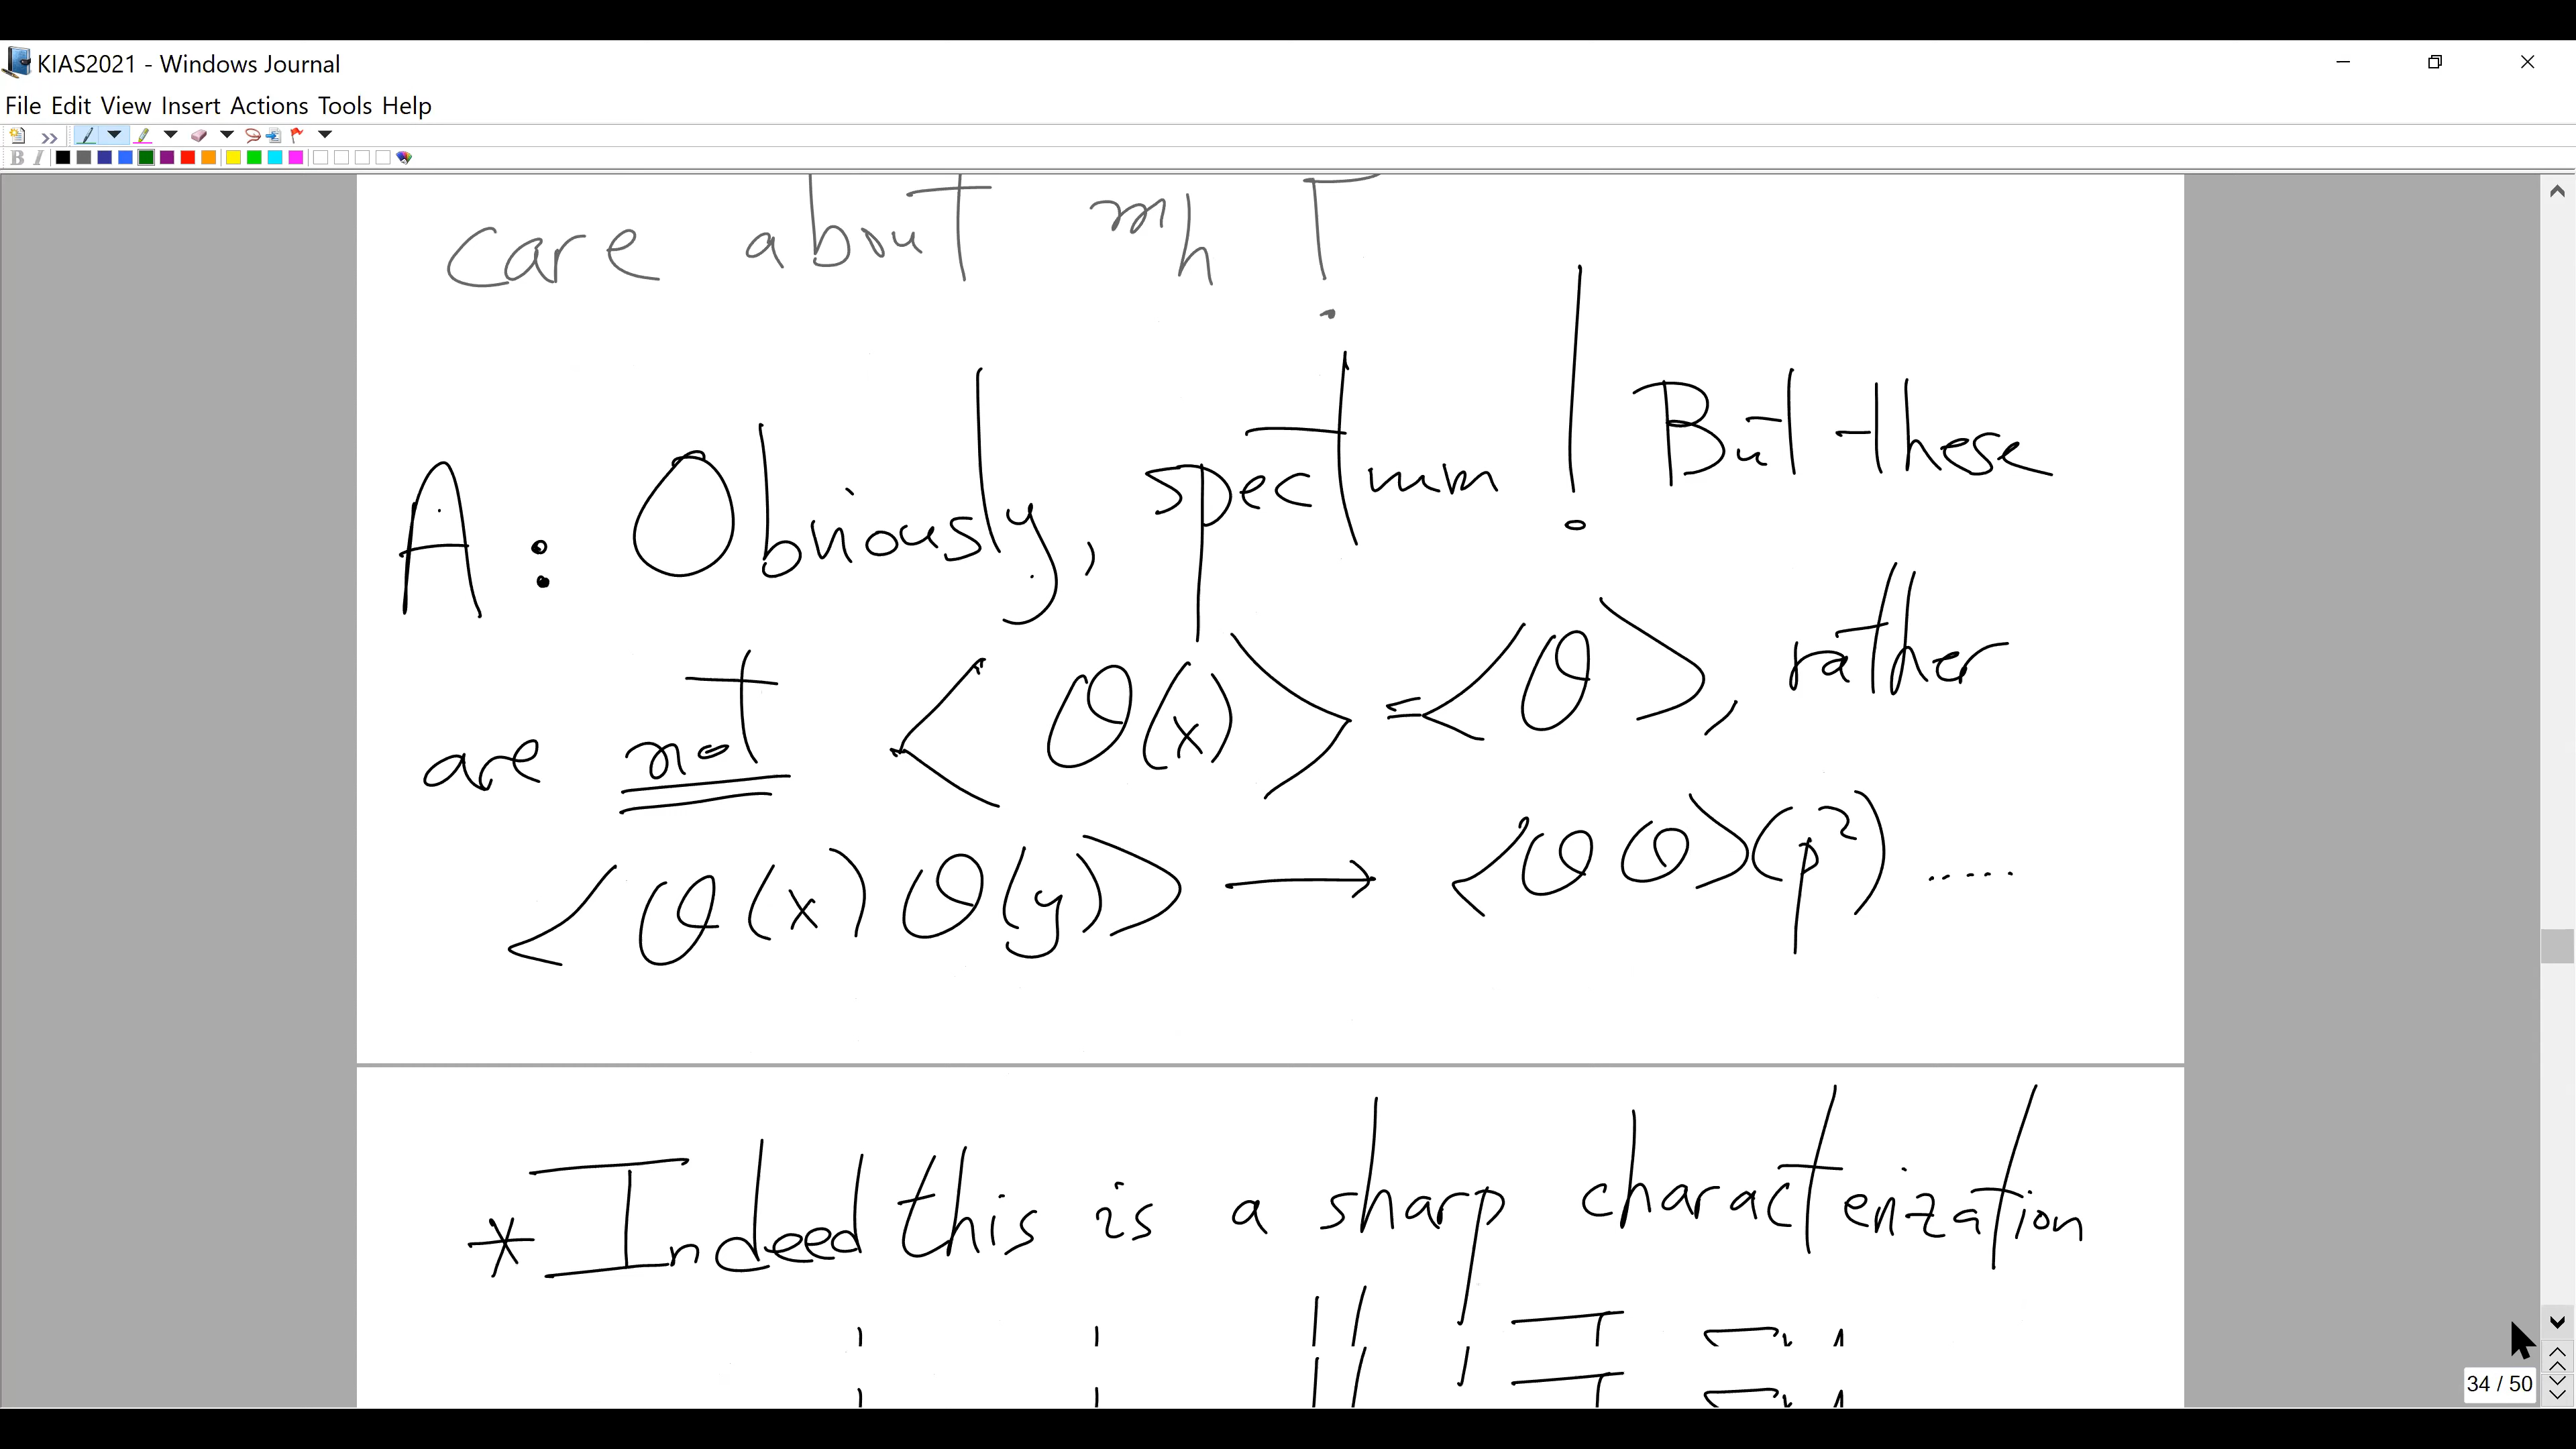 KIAS2021 - Windows Journal
File Edit View Insert Actions Tools Help
B I
care about m_h
A: Obviously, spectrum! But these
are not <O(x)> = <O>, rather
<O(x) O(y)> → <O O>(p²) .....
* Indeed this is a sharp characterization
34 / 50